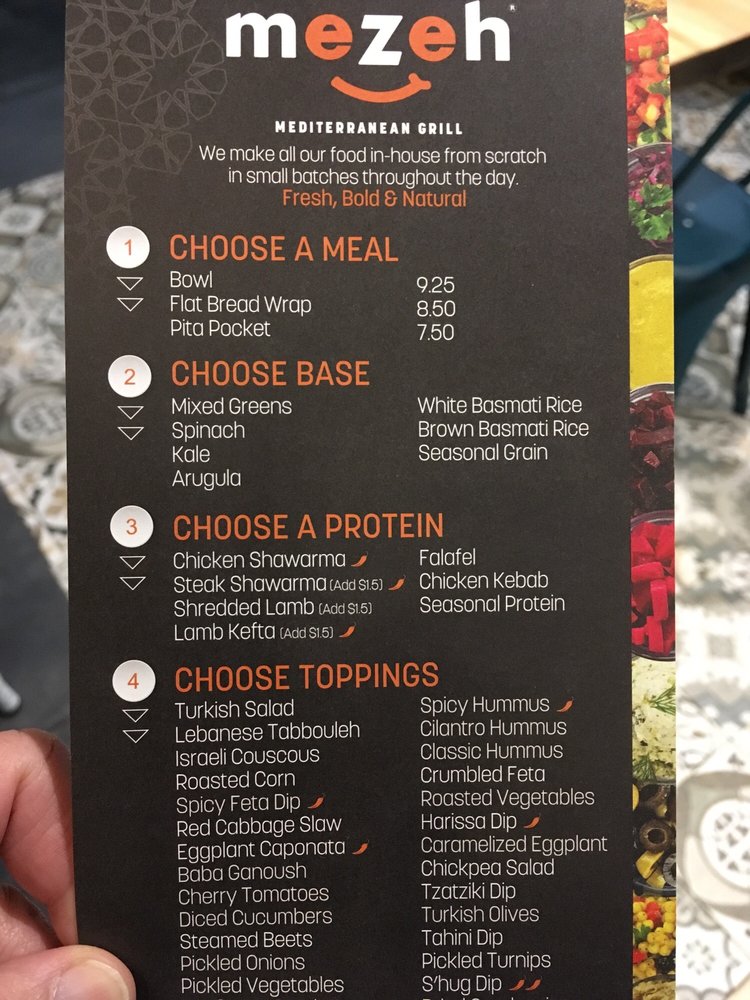 mezeh®
MEDITERRANEAN GRILL
We make all our food in-house from scratch
in small batches throughout the day.
Fresh, Bold & Natural
1 CHOOSE A MEAL
Bowl 9.25
Flat Bread Wrap 8.50
Pita Pocket 7.50
2 CHOOSE BASE
Mixed Greens
Spinach
Kale
Arugula
White Basmati Rice
Brown Basmati Rice
Seasonal Grain
3 CHOOSE A PROTEIN
Chicken Shawarma
Steak Shawarma (Add $1.5)
Shredded Lamb (Add $1.5)
Lamb Kefta (Add $1.5)
Falafel
Chicken Kebab
Seasonal Protein
4 CHOOSE TOPPINGS
Turkish Salad
Lebanese Tabbouleh
Israeli Couscous
Roasted Corn
Spicy Feta Dip
Red Cabbage Slaw
Eggplant Caponata
Baba Ganoush
Cherry Tomatoes
Diced Cucumbers
Steamed Beets
Pickled Onions
Pickled Vegetables
Spicy Hummus
Cilantro Hummus
Classic Hummus
Crumbled Feta
Roasted Vegetables
Harissa Dip
Caramelized Eggplant
Chickpea Salad
Tzatziki Dip
Turkish Olives
Tahini Dip
Pickled Turnips
S'hug Dip